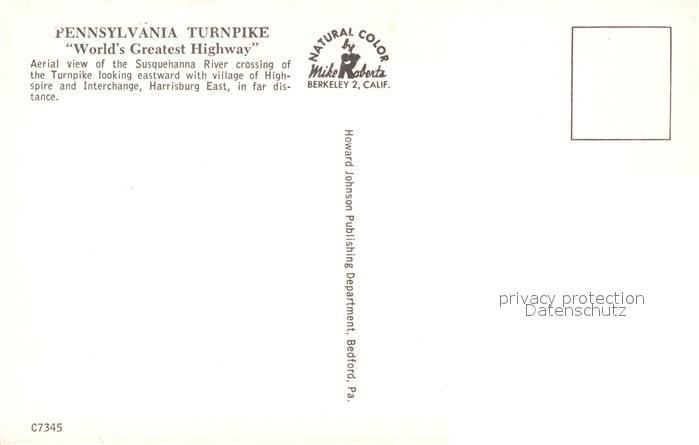 PENNSYLVANIA TURNPIKE
"World's Greatest Highway"
Aerial view of the Susquehanna River crossing of
the Turnpike looking eastward with village of High-
spire and Interchange, Harrisburg East, in far dis-
tance.
NATURAL COLOR
by
Mike Roberts
BERKELEY 2, CALIF.
Howard Johnson Publishing Department, Bedford, Pa.
privacy protection
Datenschutz
C7345